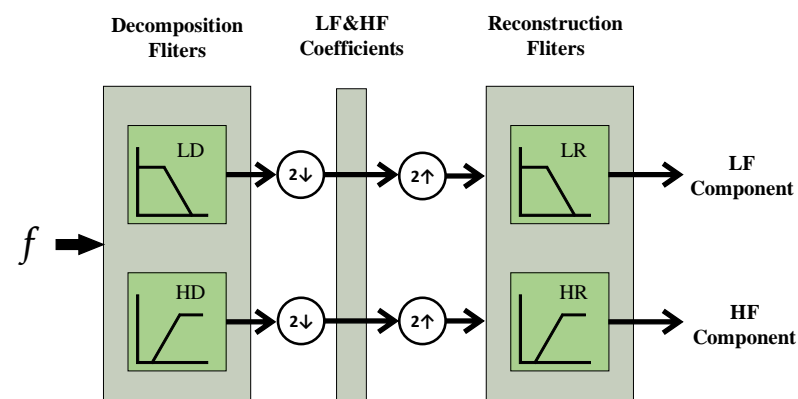 Decomposition
Fliters
LF&HF
Coefficients
Reconstruction
Fliters
LD
2↓
2↑
LR
LF
Component
f
HD
2↓
2↑
HR
HF
Component